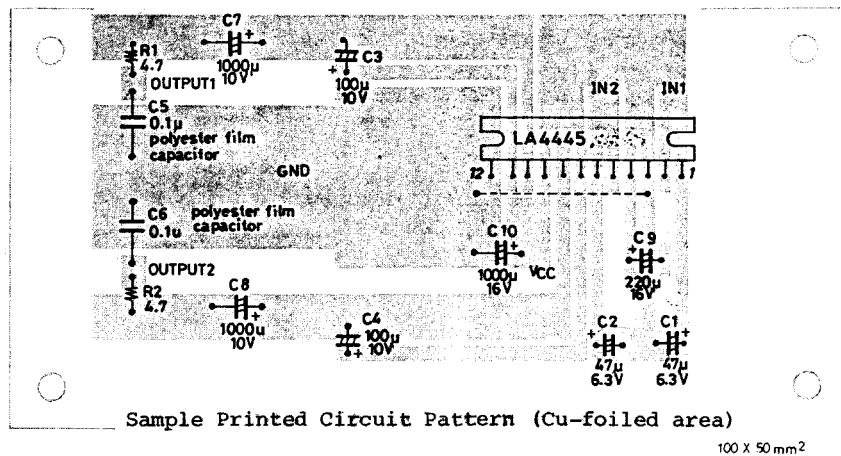 C7
R1
4.7
1000µ
10V
C3
100µ
10V
OUTPUT1
IN2
IN1
C5
0.1µ
polyester film
capacitor
LA4445
GND
12
1
C6
0.1u
polyester film
capacitor
C10
1000µ
16V
VCC
C9
220µ
16V
OUTPUT2
R2
4.7
C8
1000u
10V
C4
100µ
10V
C2
47µ
6.3V
C1
47µ
6.3V
Sample Printed Circuit Pattern (Cu-foiled area)
100 X 50 mm²